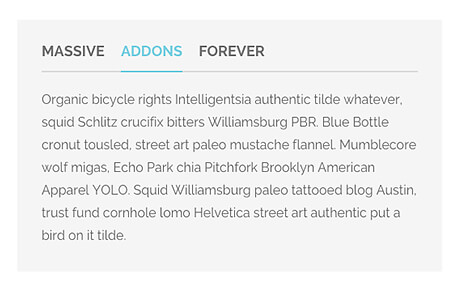 MASSIVE ADDONS FOREVER
Organic bicycle rights Intelligentsia authentic tilde whatever,
squid Schlitz crucifix bitters Williamsburg PBR. Blue Bottle
cronut tousled, street art paleo mustache flannel. Mumblecore
wolf migas, Echo Park chia Pitchfork Brooklyn American
Apparel YOLO. Squid Williamsburg paleo tattooed blog Austin,
trust fund cornhole lomo Helvetica street art authentic put a
bird on it tilde.